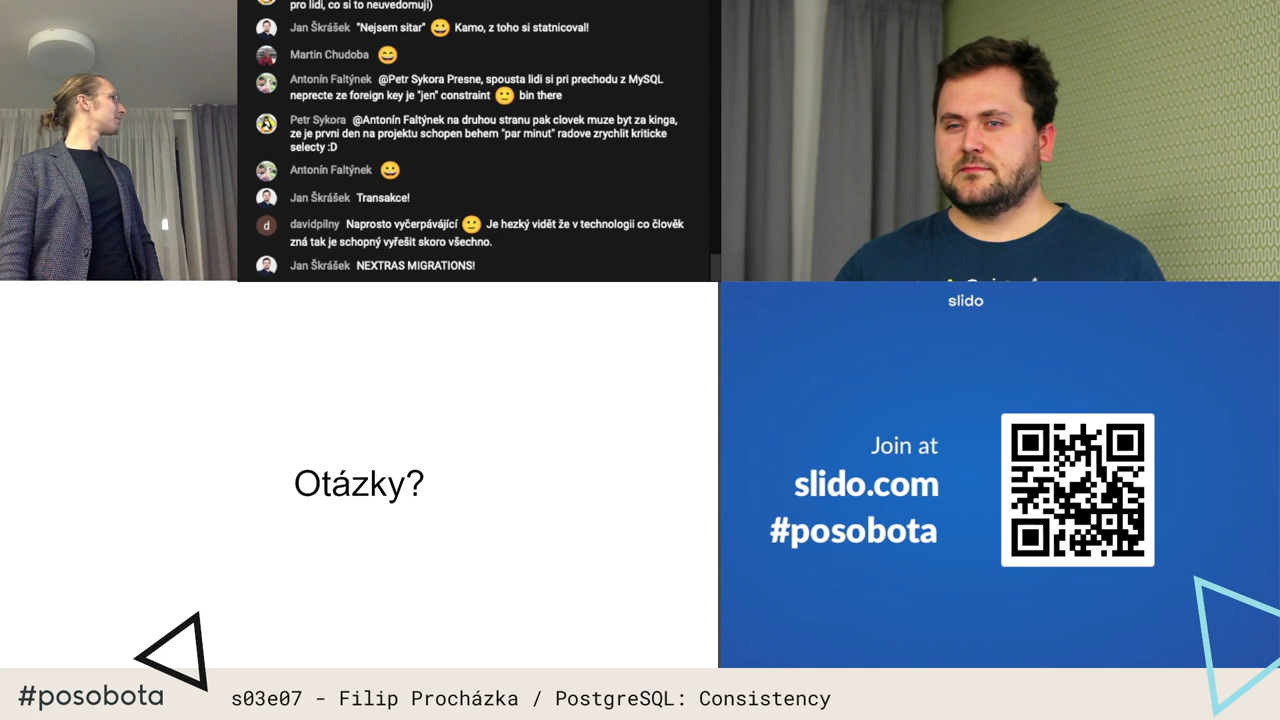 pro lidi, co si to neuvedomuji)
Jan Škrášek "Nejsem sitar" 😀 Kamo, z toho si statnicoval!
Martin Chudoba 😄
Antonín Faltýnek @Petr Sykora Presne, spousta lidi si pri prechodu z MySQL
neprecte ze foreign key je "jen" constraint 🙂 bin there
Petr Sykora @Antonín Faltýnek na druhou stranu pak clovek muze byt za kinga,
ze je prvni den na projektu schopen behem "par minut" radove zrychlit kriticke
selecty :D
Antonín Faltýnek 😀
Jan Škrášek Transakce!
d davidpilny Naprosto vyčerpávájící 🙂 Je hezký vidět že v technologii co člověk
zná tak je schopný vyřešit skoro všechno.
Jan Škrášek NEXTRAS MIGRATIONS!
Otázky?
slido
Join at
slido.com
#posobota
#posobota
s03e07 - Filip Procházka / PostgreSQL: Consistency